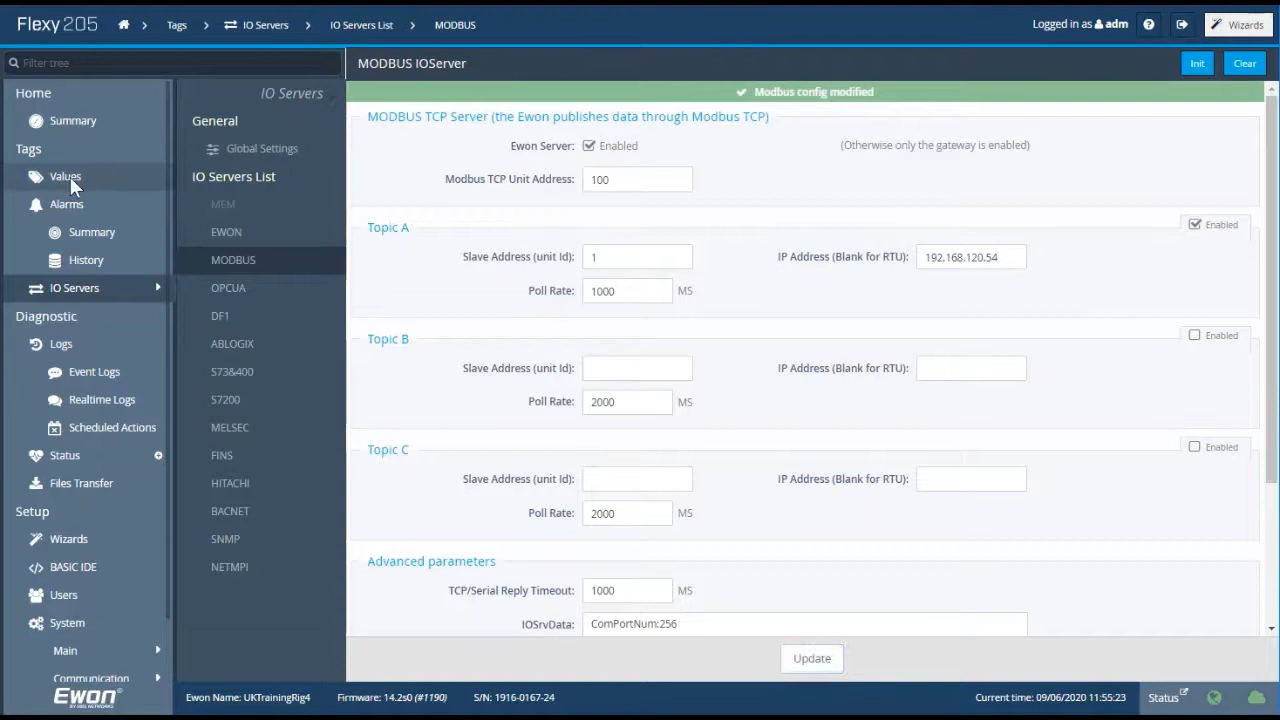 Flexy 205 Tags IO Servers IO Servers List MODBUS Logged in as adm Wizards
Filter tree
Home
Summary
Tags
Values
Alarms
Summary
History
IO Servers
Diagnostic
Logs
Event Logs
Realtime Logs
Scheduled Actions
Status
Files Transfer
Setup
Wizards
BASIC IDE
Users
System
Main
Communication
Ewon
BY HMS NETWORKS
IO Servers
General
Global Settings
IO Servers List
MEM
EWON
MODBUS
OPCUA
DF1
ABLOGIX
S73&400
S7200
MELSEC
FINS
HITACHI
BACNET
SNMP
NETMPI
MODBUS IOServer Init Clear
Modbus config modified
MODBUS TCP Server (the Ewon publishes data through Modbus TCP)
Ewon Server: Enabled (Otherwise only the gateway is enabled)
Modbus TCP Unit Address: 100
Topic A Enabled
Slave Address (unit Id): 1 IP Address (Blank for RTU): 192.168.120.54
Poll Rate: 1000 MS
Topic B Enabled
Slave Address (unit Id): IP Address (Blank for RTU):
Poll Rate: 2000 MS
Topic C Enabled
Slave Address (unit Id): IP Address (Blank for RTU):
Poll Rate: 2000 MS
Advanced parameters
TCP/Serial Reply Timeout: 1000 MS
IOSrvData: ComPortNum:256
Update
Ewon Name: UKTrainingRig4 Firmware: 14.2s0 (#1190) S/N: 1916-0167-24 Current time: 09/06/2020 11:55:23 Status